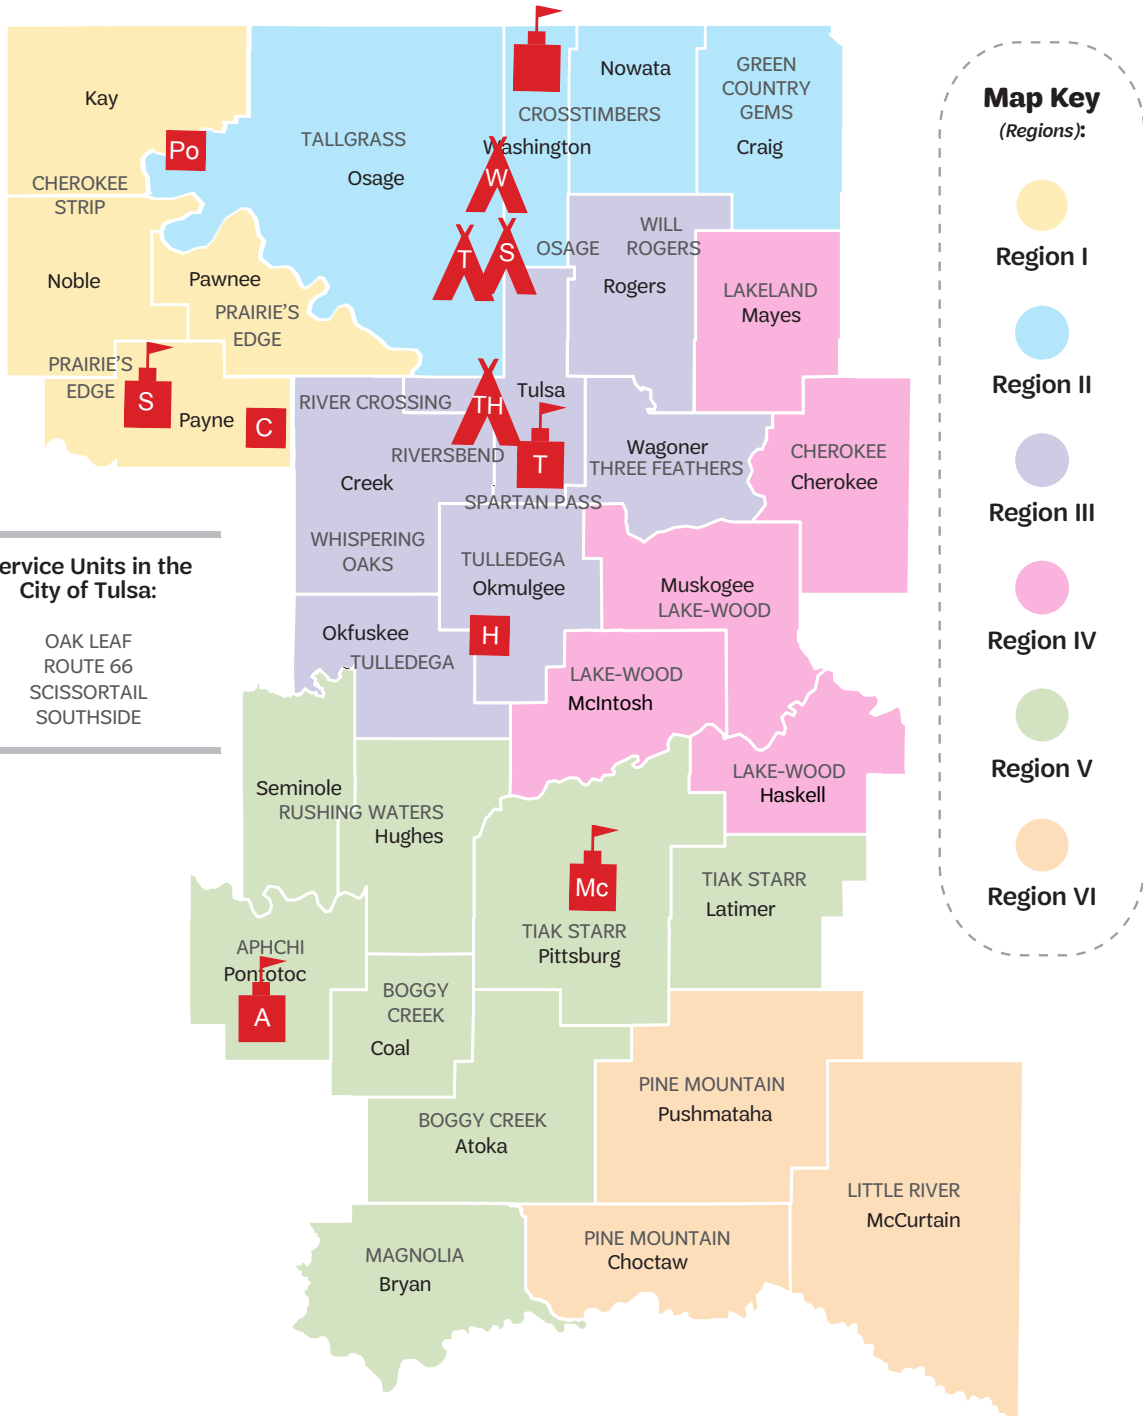 Kay
Po
CHEROKEE
STRIP
Noble
Pawnee
PRAIRIE'S
EDGE
PRAIRIE'S
EDGE
S
Payne
C
TALLGRASS
Osage
Nowata
CROSSTIMBERS
Washington
W
T
S
OSAGE
GREEN
COUNTRY
GEMS
Craig
WILL
ROGERS
Rogers
LAKELAND
Mayes
RIVER CROSSING
TH
Tulsa
T
RIVERSBEND
Creek
SPARTAN PASS
WHISPERING
OAKS
Wagoner
THREE FEATHERS
CHEROKEE
Cherokee
TULLEDEGA
Okmulgee
H
Okfuskee
TULLEDEGA
Muskogee
LAKE-WOOD
LAKE-WOOD
McIntosh
LAKE-WOOD
Haskell
ervice Units in the
City of Tulsa:
OAK LEAF
ROUTE 66
SCISSORTAIL
SOUTHSIDE
Seminole
RUSHING WATERS
Hughes
Mc
TIAK STARR
Pittsburg
TIAK STARR
Latimer
APHCHI
Pontotoc
A
BOGGY
CREEK
Coal
BOGGY CREEK
Atoka
PINE MOUNTAIN
Pushmataha
LITTLE RIVER
McCurtain
MAGNOLIA
Bryan
PINE MOUNTAIN
Choctaw
Map Key
(Regions):
Region I
Region II
Region III
Region IV
Region V
Region VI